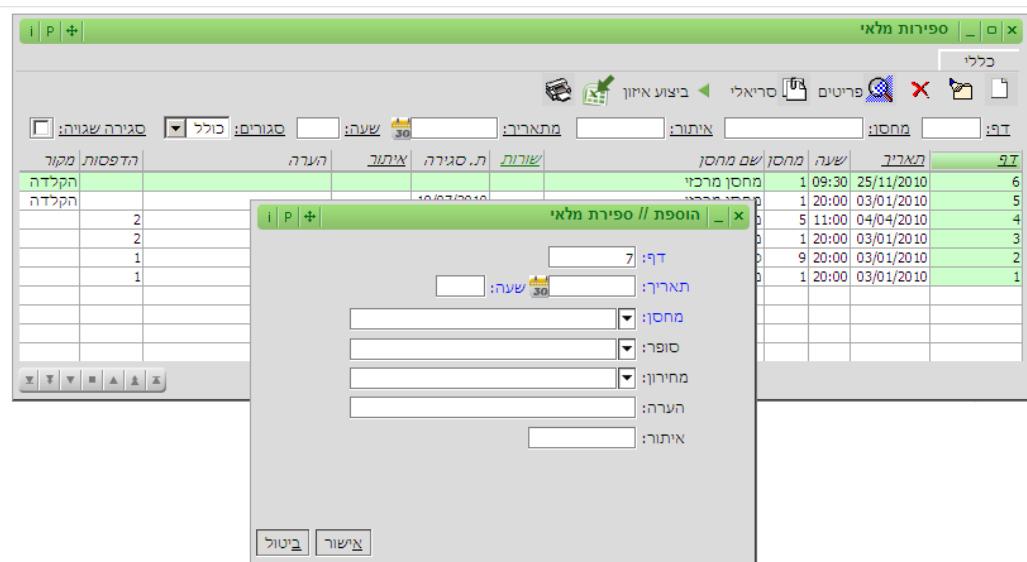 ספירות מלאי
i P
כללי
פריטים סריאלי ביצוע איזון
דף: מחסן: איתור: מתאריך: 30 שעה: סגורים: כולל סגירה שגויה:
דף תאריך שעה מחסן שם מחסן שורות ת. סגירה איתור הערה הדפסות מקור
6 25/11/2010 09:30 1 מחסן מרכזי הקלדה
5 03/01/2010 20:00 1 הקלדה
4 04/04/2010 11:00 5 2
3 03/01/2010 20:00 1 2
2 03/01/2010 20:00 9 1
1 03/01/2010 20:00 1 1
הוספת // ספירת מלאי
i P
דף: 7
תאריך: 30 שעה:
מחסן:
סופר:
מחירון:
הערה:
איתור:
אישור ביטול